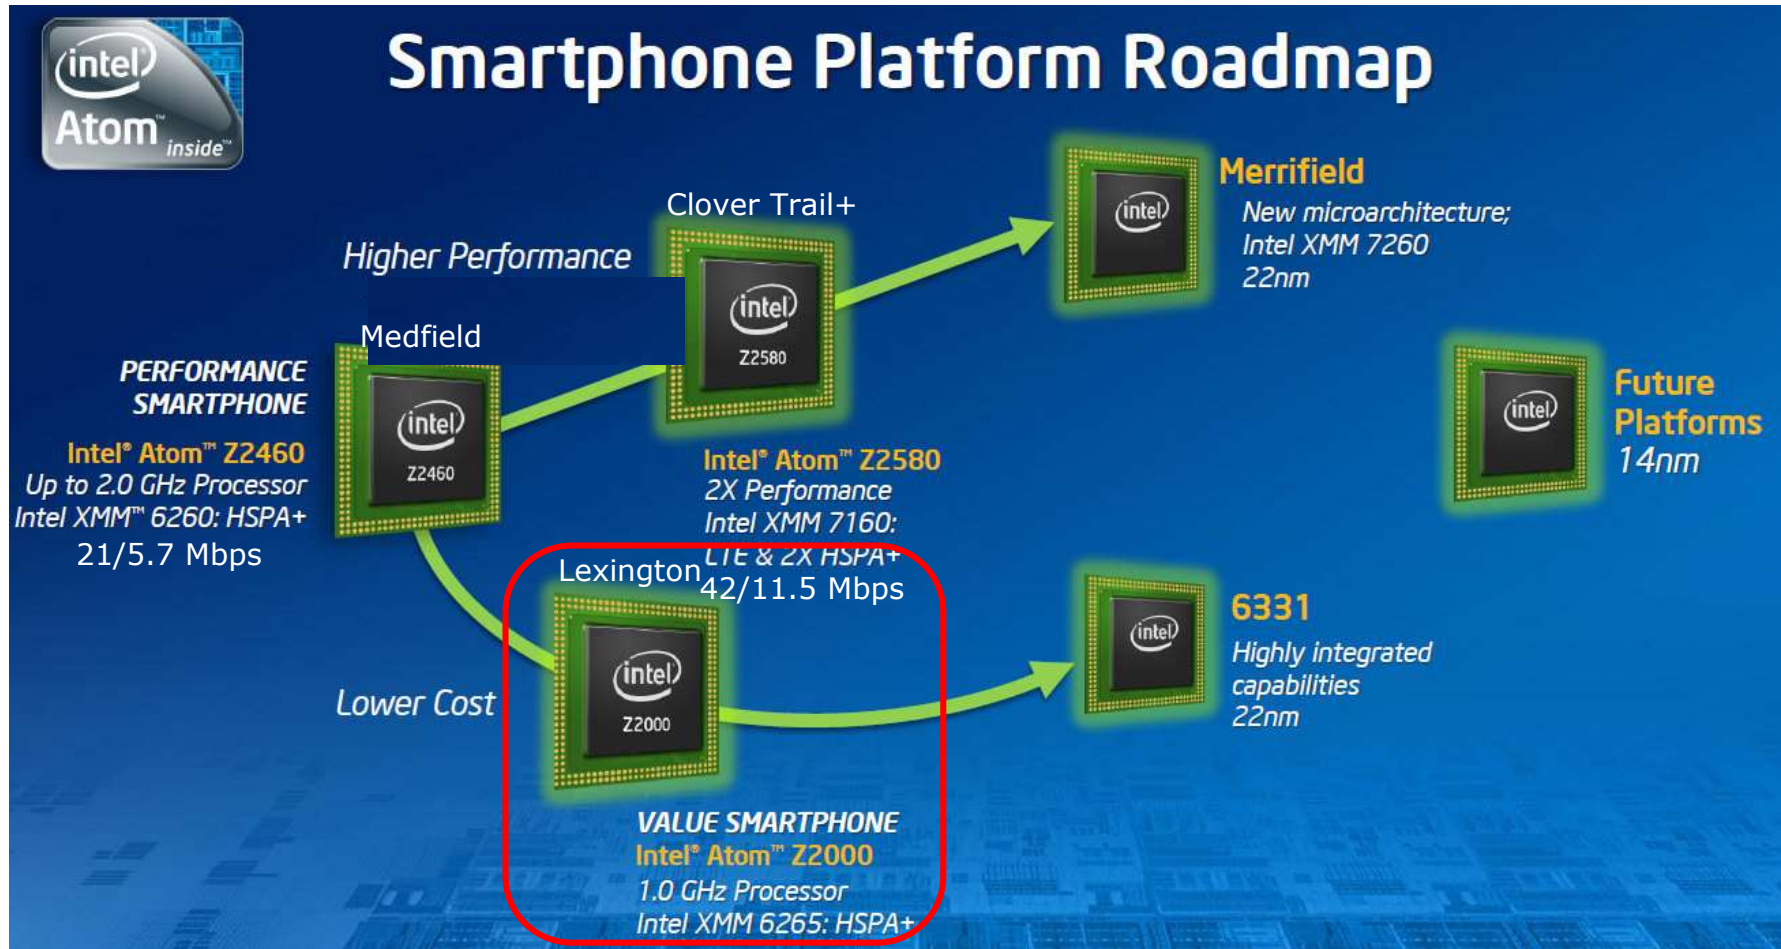 intel
Atom™
inside™
Smartphone Platform Roadmap
Merrifield
New microarchitecture;
Intel XMM 7260
22nm
intel
Clover Trail+
Higher Performance
intel
Z2580
Medfield
PERFORMANCE
SMARTPHONE
Intel® Atom™ Z2460
Up to 2.0 GHz Processor
Intel XMM™ 6260: HSPA+
21/5.7 Mbps
intel
Z2460
Intel® Atom™ Z2580
2X Performance
Intel XMM 7160:
LTE & 2X HSPA+
42/11.5 Mbps
intel
Future
Platforms
14nm
Lexington
intel
Z2000
Lower Cost
intel
6331
Highly integrated
capabilities
22nm
VALUE SMARTPHONE
Intel® Atom™ Z2000
1.0 GHz Processor
Intel XMM 6265: HSPA+